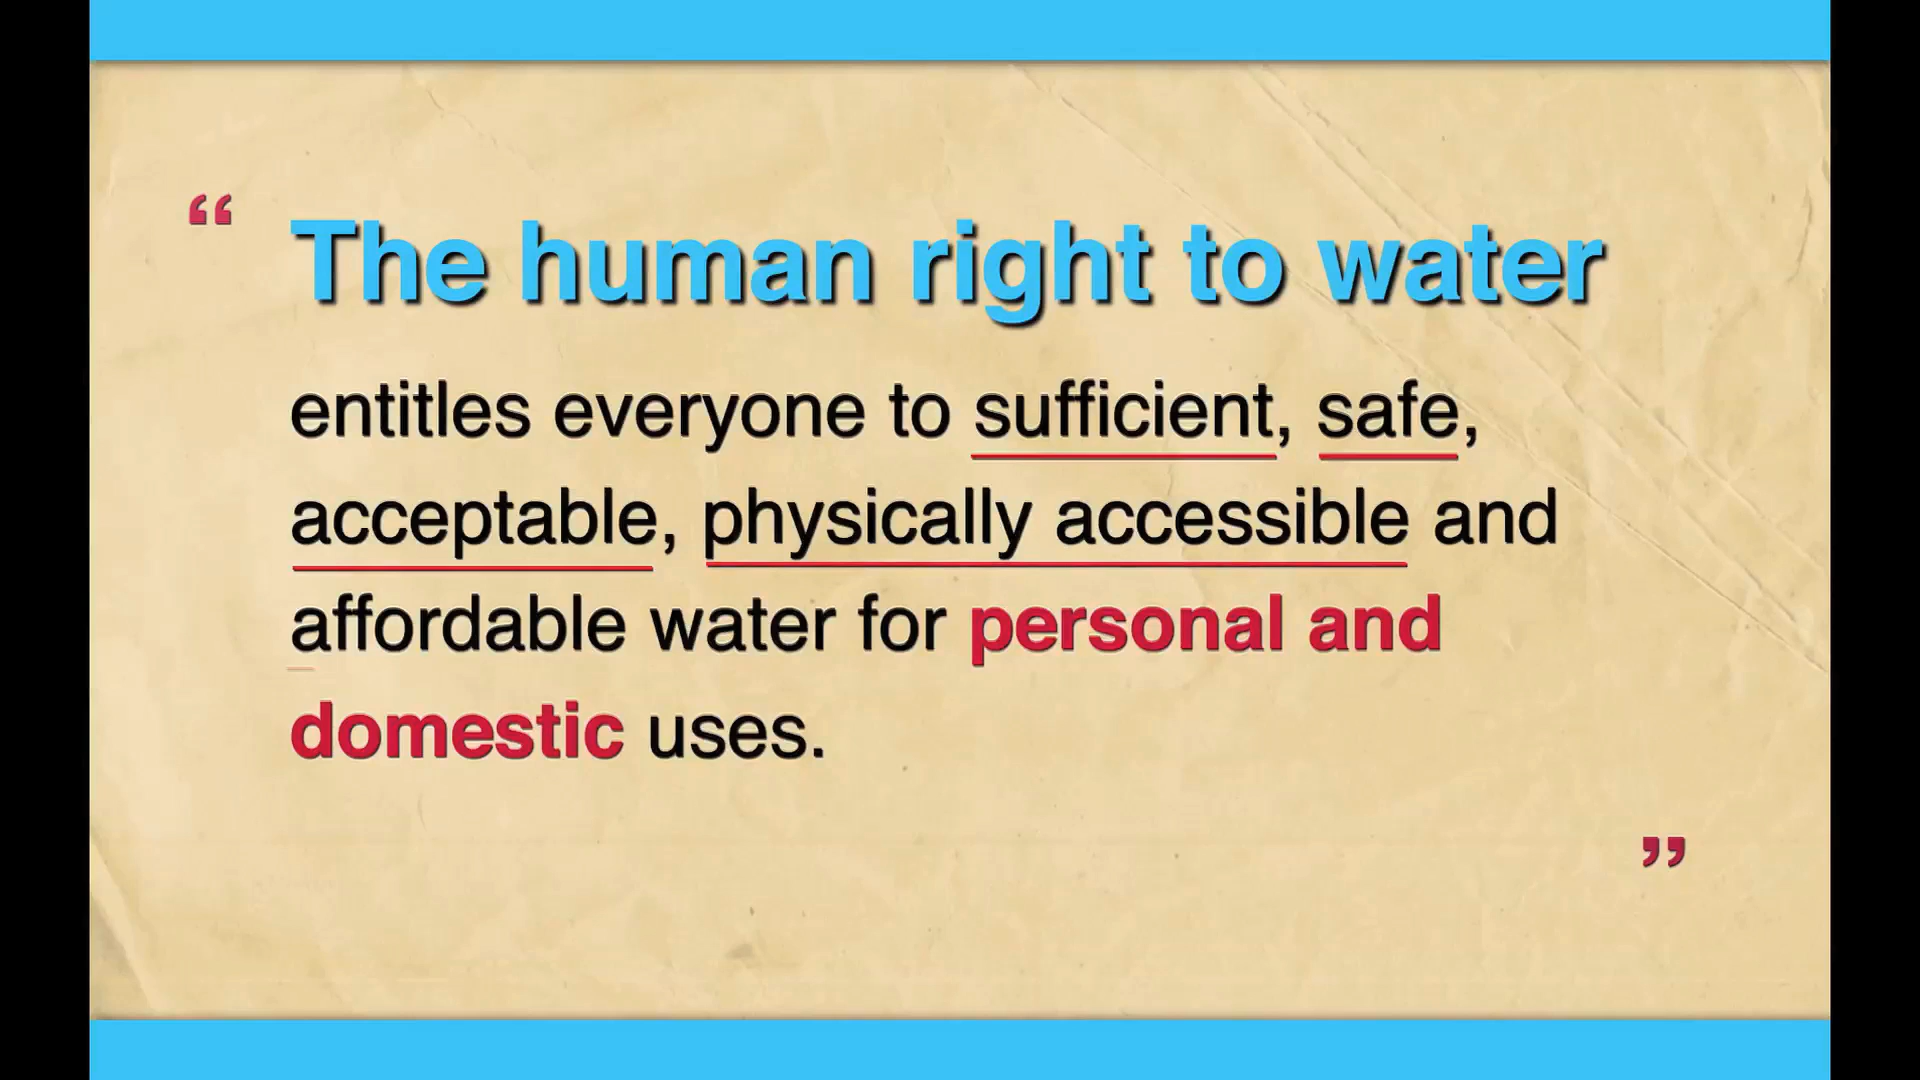 “ The human right to water
entitles everyone to sufficient, safe,
acceptable, physically accessible and
affordable water for personal and
domestic uses.
”